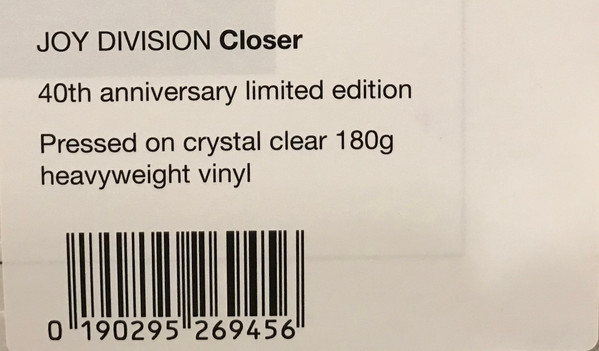 JOY DIVISION Closer
40th anniversary limited edition
Pressed on crystal clear 180g
heavyweight vinyl
0 190295 269456